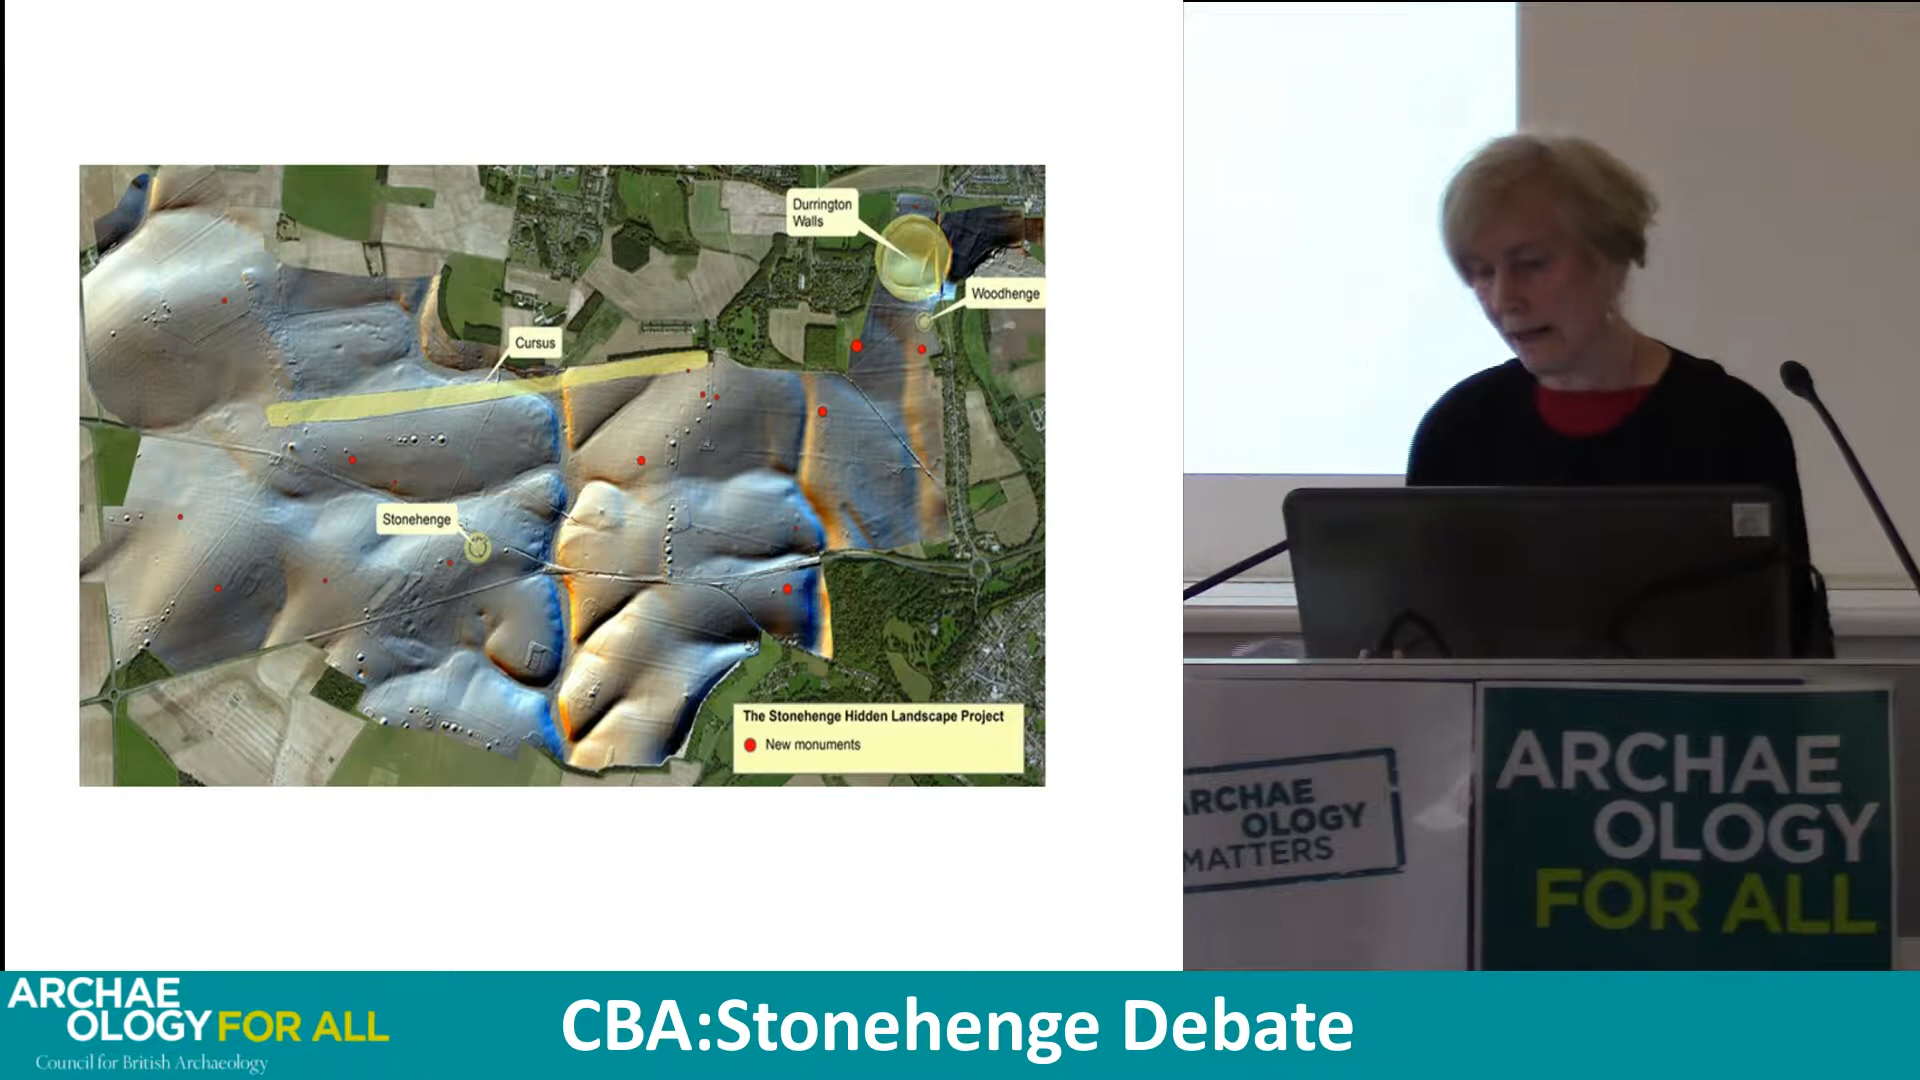 Durrington
Walls
Woodhenge
Cursus
Stonehenge
The Stonehenge Hidden Landscape Project
New monuments
ARCHAE
OLOGY
MATTERS
ARCHAE
OLOGY
FOR ALL
ARCHAE
OLOGY FOR ALL
Council for British Archaeology
CBA:Stonehenge Debate